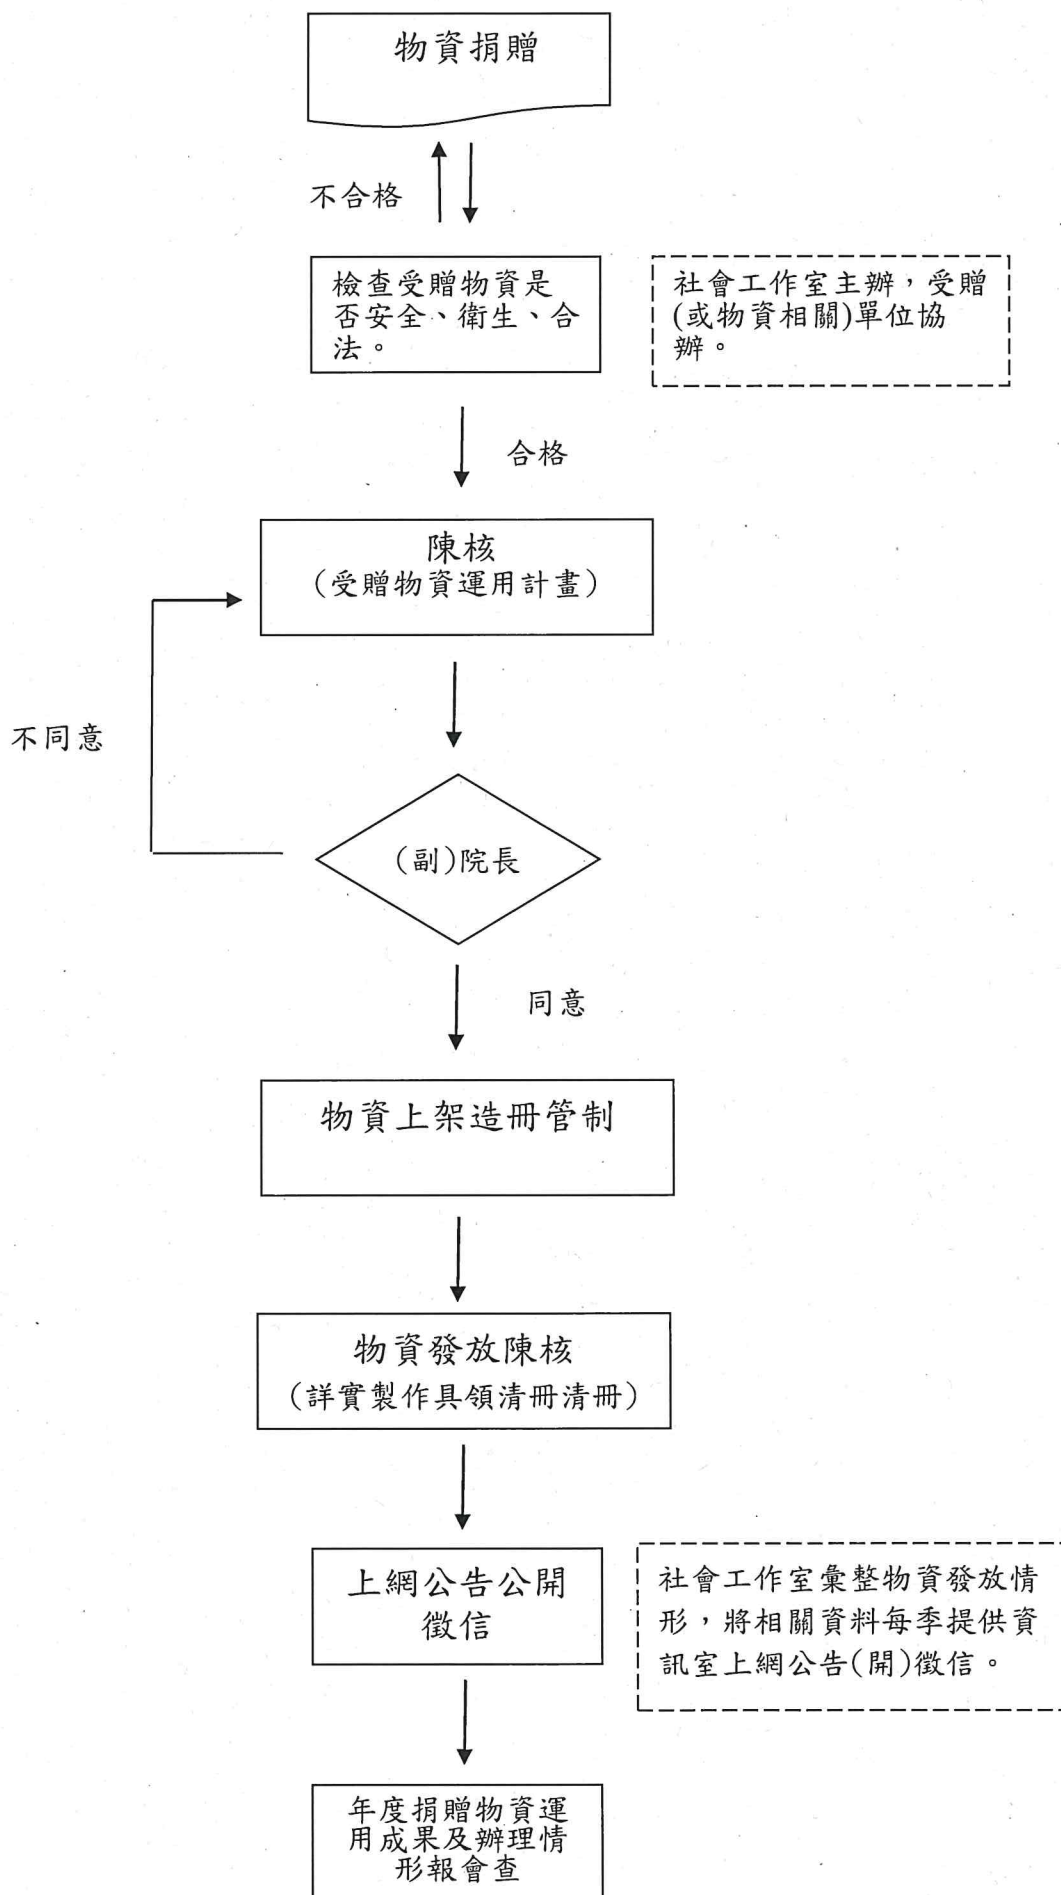 物資捐贈
不合格
檢查受贈物資是
否安全、衛生、合
法。
社會工作室主辦，受贈
(或物資相關)單位協
辦。
合格
陳核
(受贈物資運用計畫)
不同意
(副)院長
同意
物資上架造冊管制
物資發放陳核
(詳實製作具領清冊清冊)
上網公告公開
徵信
社會工作室彙整物資發放情
形，將相關資料每季提供資
訊室上網公告(開)徵信。
年度捐贈物資運
用成果及辦理情
形報會查